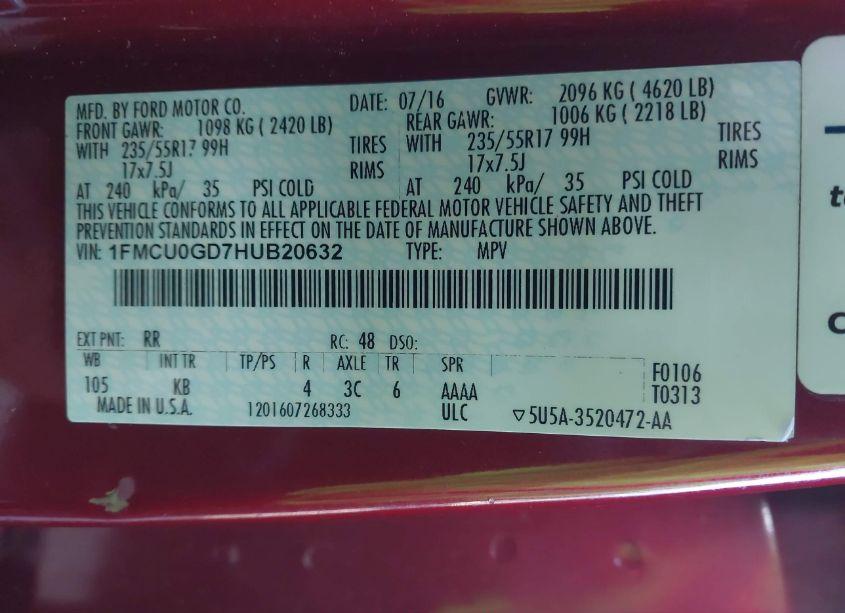 MFD. BY FORD MOTOR CO. DATE: 07/16 GVWR: 2096 KG ( 4620 LB)
FRONT GAWR: 1098 KG ( 2420 LB) REAR GAWR: 1006 KG ( 2218 LB)
WITH 235/55R17 99H TIRES WITH 235/55R17 99H TIRES
17x7.5J RIMS 17x7.5J RIMS
AT 240 kPa/ 35 PSI COLD AT 240 kPa/ 35 PSI COLD
THIS VEHICLE CONFORMS TO ALL APPLICABLE FEDERAL MOTOR VEHICLE SAFETY AND THEFT
PREVENTION STANDARDS IN EFFECT ON THE DATE OF MANUFACTURE SHOWN ABOVE.
VIN: 1FMCU0GD7HUB20632 TYPE: MPV
EXT PNT: RR RC: 48 DSO:
WB INT TR TP/PS R AXLE TR SPR
105 KB 4 3C 6 AAAA F0106
ULC T0313
MADE IN U.S.A. 1201607268333 ▽5U5A-3520472-AA